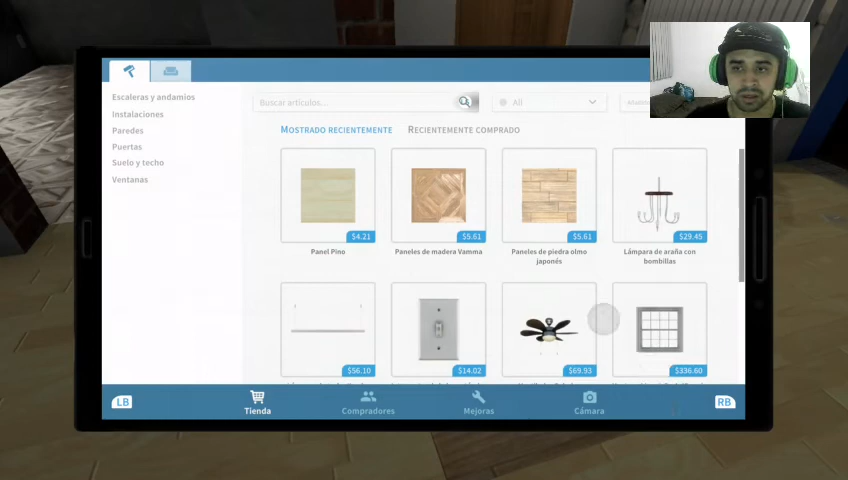 Escaleras y andamios
Instalaciones
Paredes
Puertas
Suelo y techo
Ventanas
Buscar artículos...
All
MOSTRADO RECIENTEMENTE
RECIENTEMENTE COMPRADO
$4.21
$5.61
$5.61
$29.45
Panel Pino
Paneles de madera Vamma
Paneles de piedra olmo
japonés
Lámpara de araña con
bombillas
$56.10
$14.02
$69.93
$336.60
LB
Tienda
Compradores
Mejoras
Cámara
RB